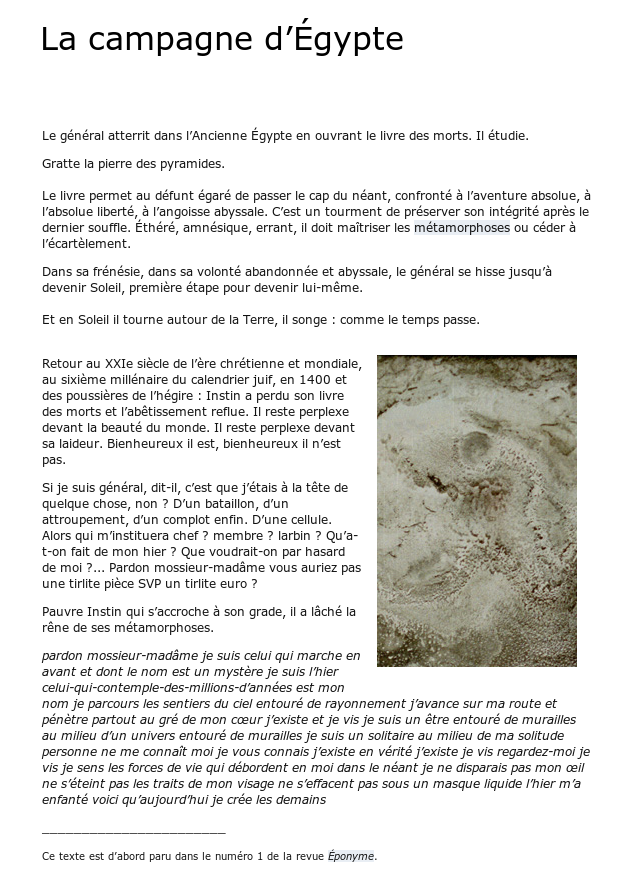 La campagne d’Égypte
Le général atterrit dans l’Ancienne Égypte en ouvrant le livre des morts. Il étudie.
Gratte la pierre des pyramides.
Le livre permet au défunt égaré de passer le cap du néant, confronté à l’aventure absolue, à
l’absolue liberté, à l’angoisse abyssale. C’est un tourment de préserver son intégrité après le
dernier souffle. Éthéré, amnésique, errant, il doit maîtriser les métamorphoses ou céder à
l’écartèlement.
Dans sa frénésie, dans sa volonté abandonnée et abyssale, le général se hisse jusqu’à
devenir Soleil, première étape pour devenir lui-même.
Et en Soleil il tourne autour de la Terre, il songe : comme le temps passe.
Retour au XXIe siècle de l’ère chrétienne et mondiale,
au sixième millénaire du calendrier juif, en 1400 et
des poussières de l’hégire : Instin a perdu son livre
des morts et l’abêtissement reflue. Il reste perplexe
devant la beauté du monde. Il reste perplexe devant
sa laideur. Bienheureux il est, bienheureux il n’est
pas.
Si je suis général, dit-il, c’est que j’étais à la tête de
quelque chose, non ? D’un bataillon, d’un
attroupement, d’un complot enfin. D’une cellule.
Alors qui m’instituera chef ? membre ? larbin ? Qu’a-
t-on fait de mon hier ? Que voudrait-on par hasard
de moi ?... Pardon mossieur-madâme vous auriez pas
une tirlite pièce SVP un tirlite euro ?
Pauvre Instin qui s’accroche à son grade, il a lâché la
rêne de ses métamorphoses.
pardon mossieur-madâme je suis celui qui marche en
avant et dont le nom est un mystère je suis l’hier
celui-qui-contemple-des-millions-d’années est mon
nom je parcours les sentiers du ciel entouré de rayonnement j’avance sur ma route et
pénètre partout au gré de mon cœur j’existe et je vis je suis un être entouré de murailles
au milieu d’un univers entouré de murailles je suis un solitaire au milieu de ma solitude
personne ne me connaît moi je vous connais j’existe en vérité j’existe je vis regardez-moi je
vis je sens les forces de vie qui débordent en moi dans le néant je ne disparais pas mon œil
ne s’éteint pas les traits de mon visage ne s’effacent pas sous un masque liquide l’hier m’a
enfanté voici qu’aujourd’hui je crée les demains
_______________________
Ce texte est d’abord paru dans le numéro 1 de la revue Éponyme.